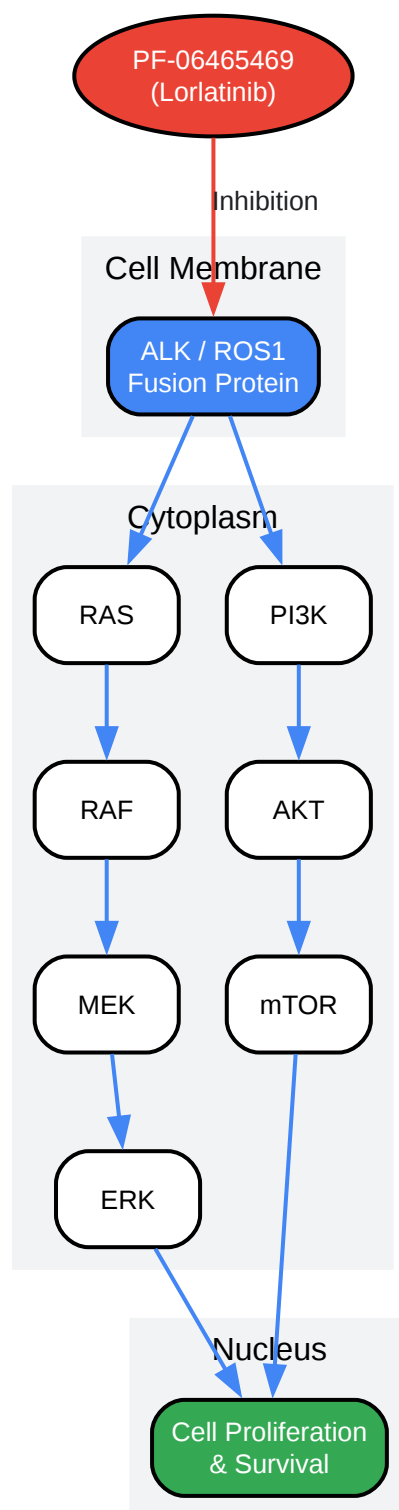 PF-06465469
(Lorlatinib)
Inhibition
Cell Membrane
ALK / ROS1
Fusion Protein
Cytoplasm
RAS
PI3K
RAF
AKT
MEK
mTOR
ERK
Nucleus
Cell Proliferation
& Survival